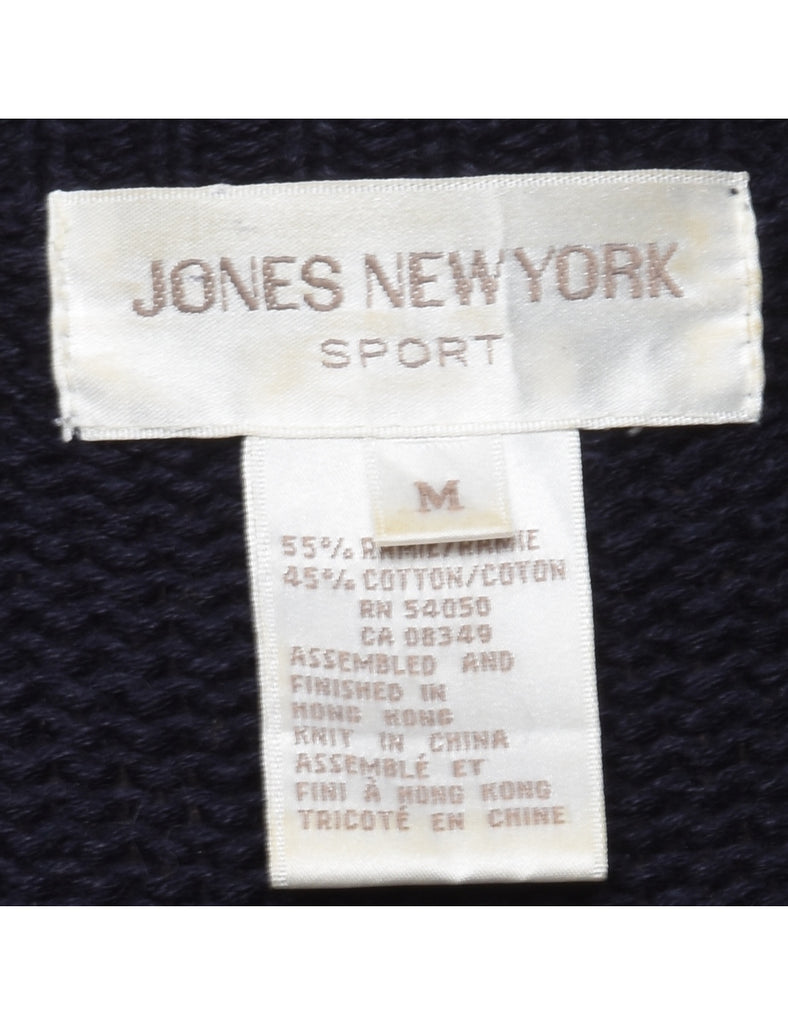 JONES NEW YORK
SPORT
M
55% RAMIE/RAMIE
45% COTTON/COTON
RN 54050
CA 08349
ASSEMBLED AND
FINISHED IN
HONG KONG
KNIT IN CHINA
ASSEMBLÉ ET
FINI À HONG KONG
TRICOTÉ EN CHINE